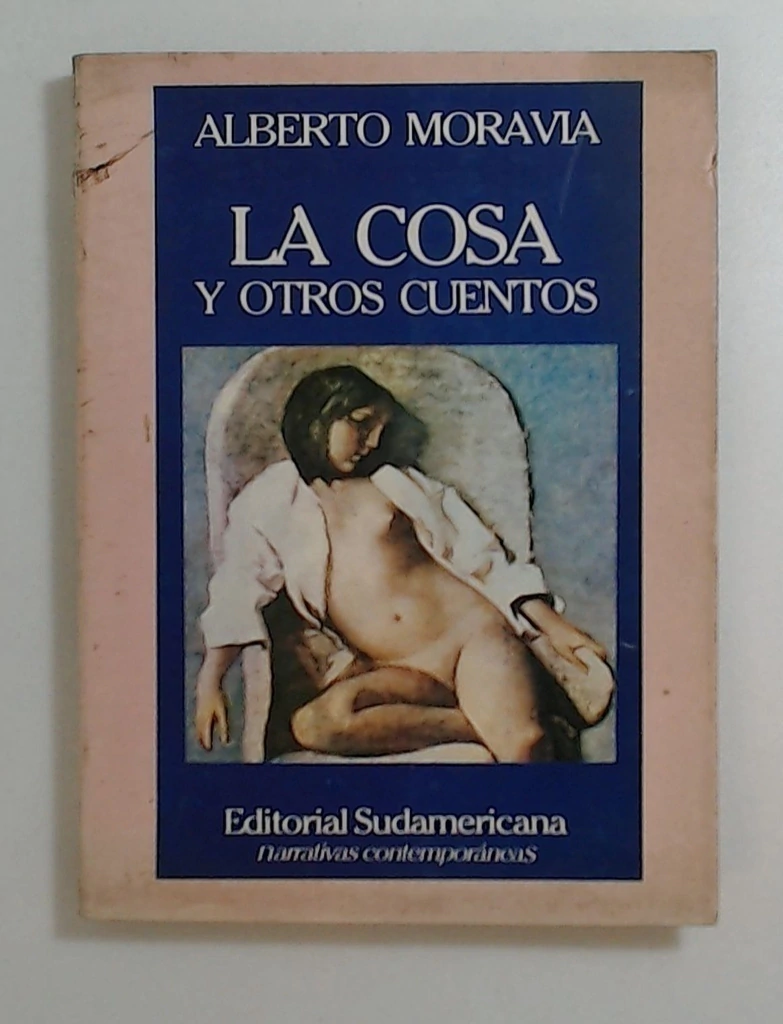 ALBERTO MORAVIA
LA COSA
Y OTROS CUENTOS
Editorial Sudamericana
narrativas contemporáneas